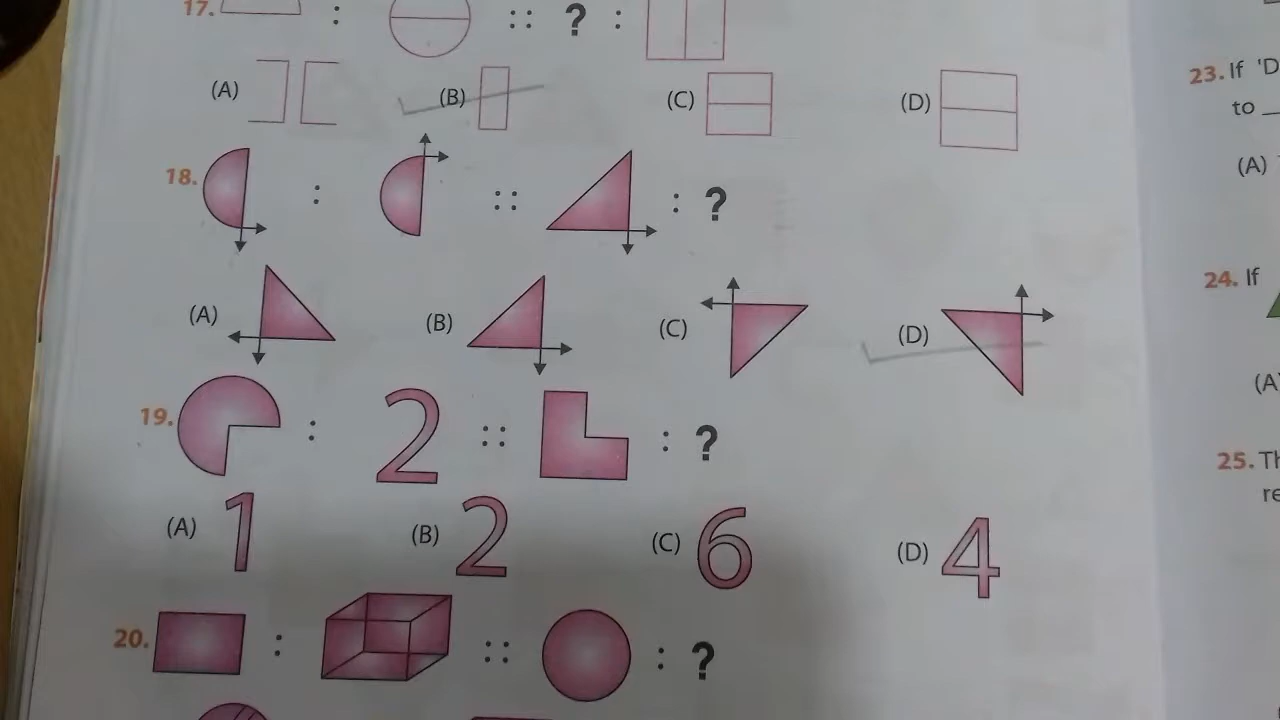 17. : :: ? :
(A) (B) (C) (D)
18. : :: : ?
(A) (B) (C) (D)
19. : 2 :: : ?
(A) 1 (B) 2 (C) 6 (D) 4
20. : :: : ?
23. If 'D
to
(A)
24. If
(A
25. Th
re